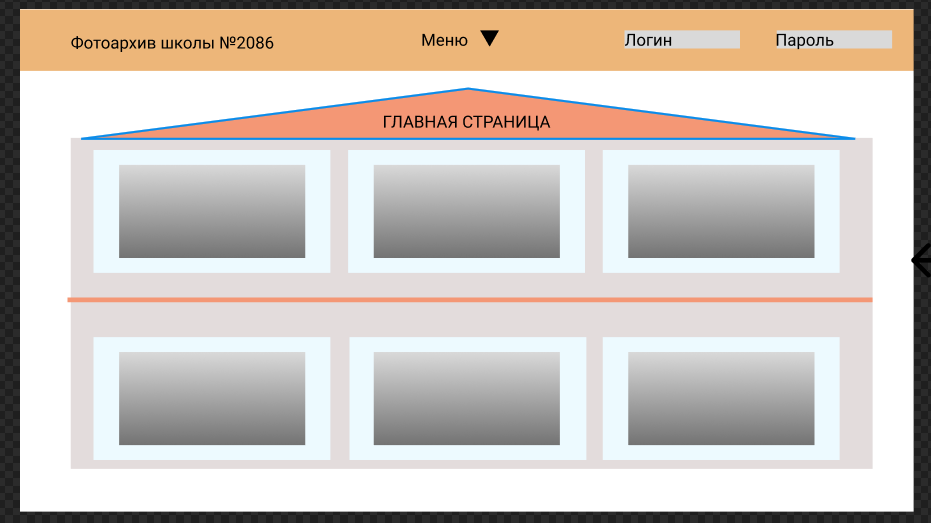 Фотоархив школы №2086
Меню
Логин
Пароль
ГЛАВНАЯ СТРАНИЦА